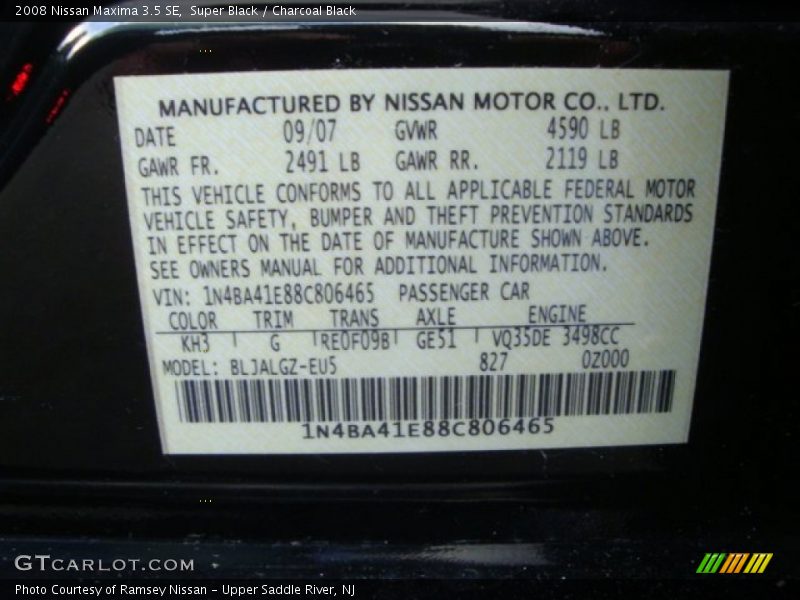 2008 Nissan Maxima 3.5 SE, Super Black / Charcoal Black
MANUFACTURED BY NISSAN MOTOR CO., LTD.
DATE 09/07 GVWR 4590 LB
GAWR FR. 2491 LB GAWR RR. 2119 LB
THIS VEHICLE CONFORMS TO ALL APPLICABLE FEDERAL MOTOR
VEHICLE SAFETY, BUMPER AND THEFT PREVENTION STANDARDS
IN EFFECT ON THE DATE OF MANUFACTURE SHOWN ABOVE.
SEE OWNERS MANUAL FOR ADDITIONAL INFORMATION.
VIN: 1N4BA41E88C806465 PASSENGER CAR
COLOR TRIM TRANS AXLE ENGINE
KH3 G RE0F09B GE51 VQ35DE 3498CC
MODEL: BLJALGZ-EU5 827 0Z000
1N4BA41E88C806465
GTCARLOT.COM
Photo Courtesy of Ramsey Nissan - Upper Saddle River, NJ